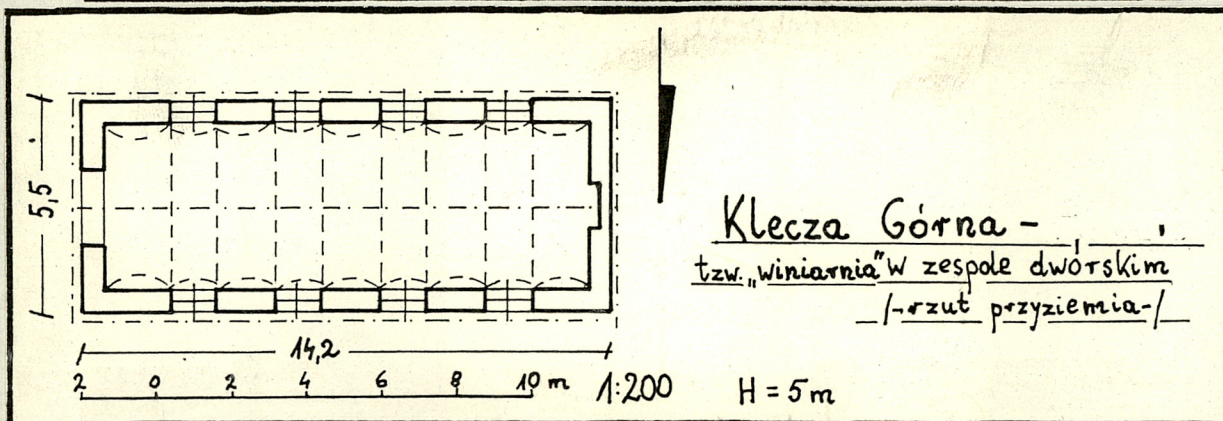 5,5
14,2
2 0 2 4 6 8 10 m 1:200 H = 5m
Klecza Górna -
tzw. „winiarnia" w zespole dworskim
/-rzut przyziemia-/